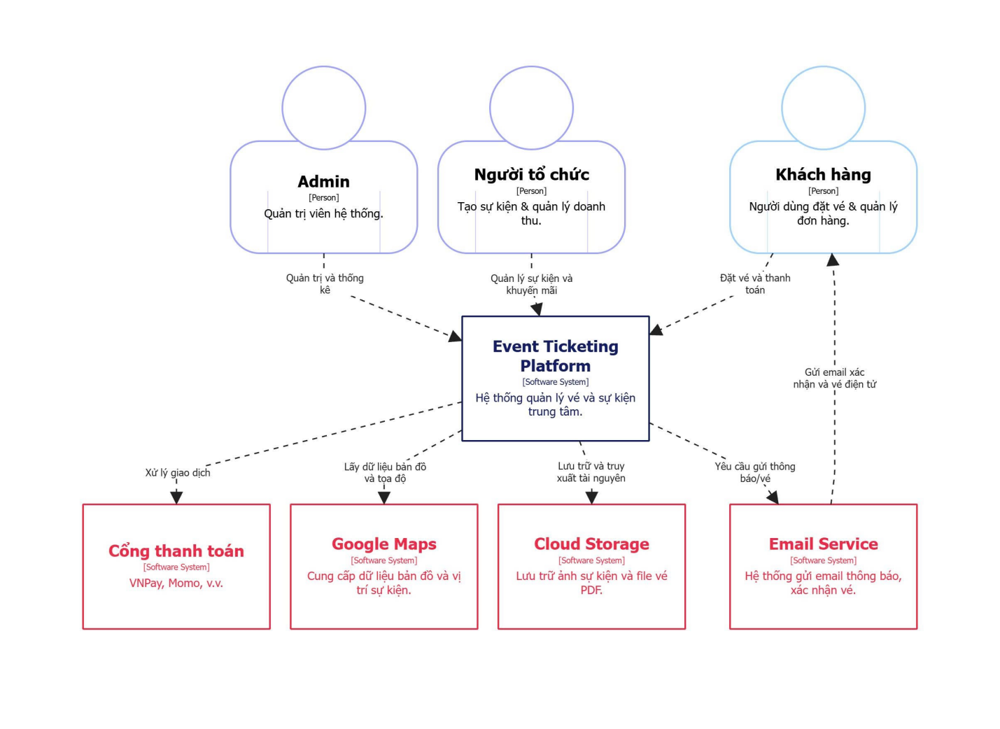 Admin
[Person]
Quản trị viên hệ thống.
Người tổ chức
[Person]
Tạo sự kiện & quản lý doanh
thu.
Khách hàng
[Person]
Người dùng đặt vé & quản lý
đơn hàng.
Quản trị và thống
kê
Quản lý sự kiện và
khuyến mãi
Đặt vé và thanh
toán
Event Ticketing
Platform
[Software System]
Hệ thống quản lý vé và sự kiện
trung tâm.
Gửi email xác
nhận và vé điện tử
Xử lý giao dịch
Lấy dữ liệu bản đồ
và tọa độ
Lưu trữ và truy
xuất tài nguyên
Yêu cầu gửi thông
báo/vé
Cổng thanh toán
[Software System]
VNPay, Momo, v.v.
Google Maps
[Software System]
Cung cấp dữ liệu bản đồ và vị
trí sự kiện.
Cloud Storage
[Software System]
Lưu trữ ảnh sự kiện và file vé
PDF.
Email Service
[Software System]
Hệ thống gửi email thông báo,
xác nhận vé.